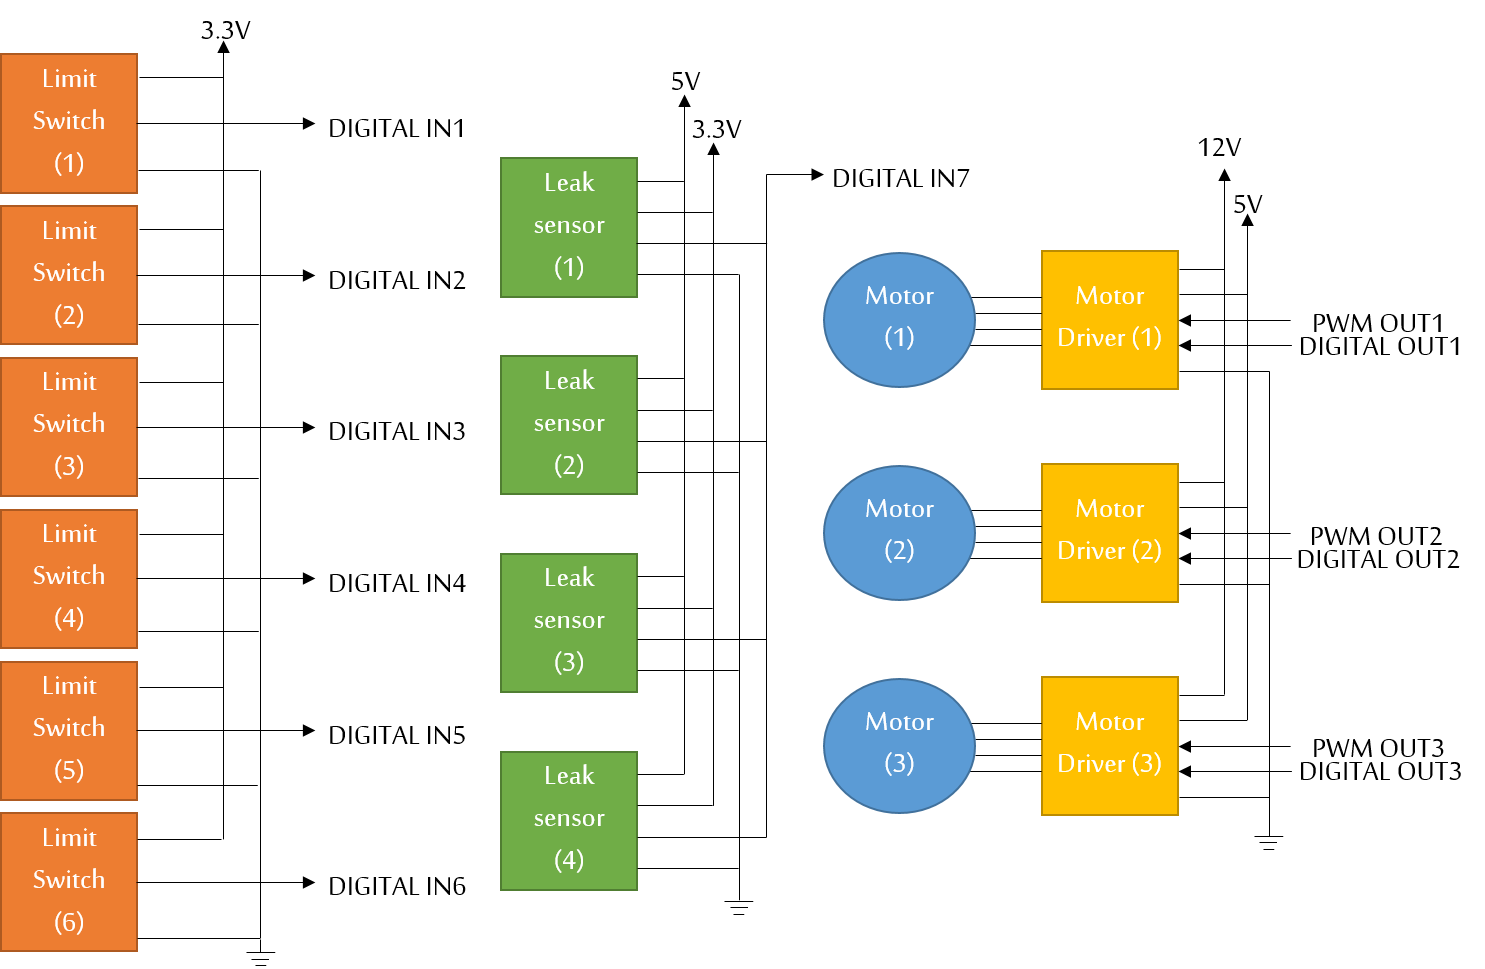 3.3V
Limit
Switch
(1)
DIGITAL IN1
Limit
Switch
(2)
DIGITAL IN2
Limit
Switch
(3)
DIGITAL IN3
Limit
Switch
(4)
DIGITAL IN4
Limit
Switch
(5)
DIGITAL IN5
Limit
Switch
(6)
DIGITAL IN6
5V
3.3V
Leak
sensor
(1)
DIGITAL IN7
Leak
sensor
(2)
Leak
sensor
(3)
Leak
sensor
(4)
12V
5V
Motor
(1)
Motor
Driver (1)
PWM OUT1
DIGITAL OUT1
Motor
(2)
Motor
Driver (2)
PWM OUT2
DIGITAL OUT2
Motor
(3)
Motor
Driver (3)
PWM OUT3
DIGITAL OUT3